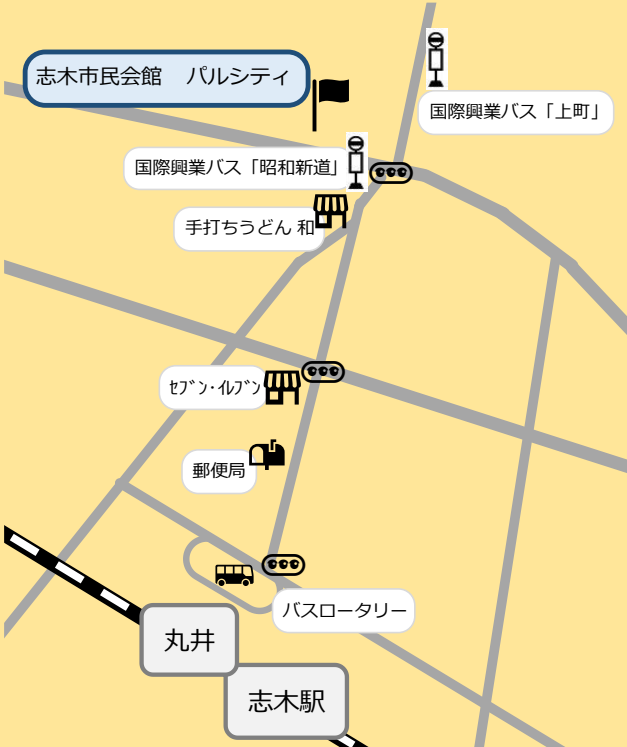 志木市民会館　パルシティ
国際興業バス「上町」
国際興業バス「昭和新道」
手打ちうどん 和
ｾﾌﾞﾝ･ｲﾚﾌﾞﾝ
郵便局
バスロータリー
丸井
志木駅